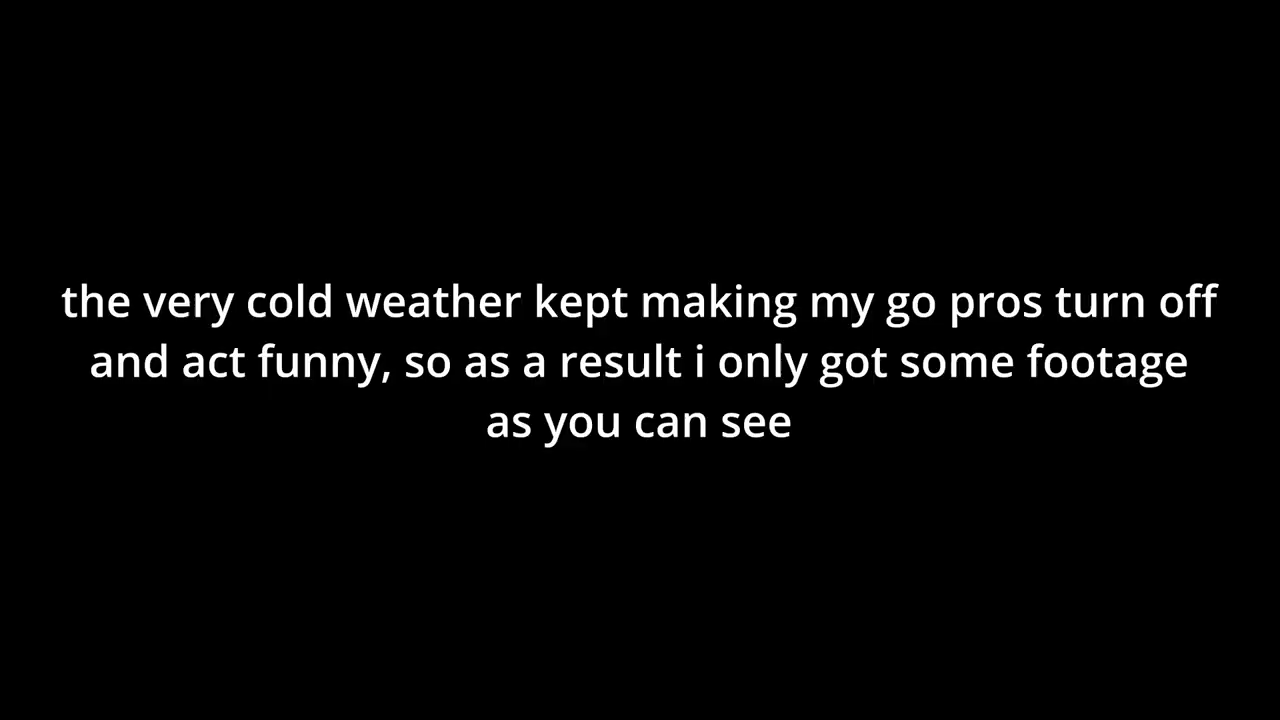 the very cold weather kept making my go pros turn off
and act funny, so as a result i only got some footage
as you can see